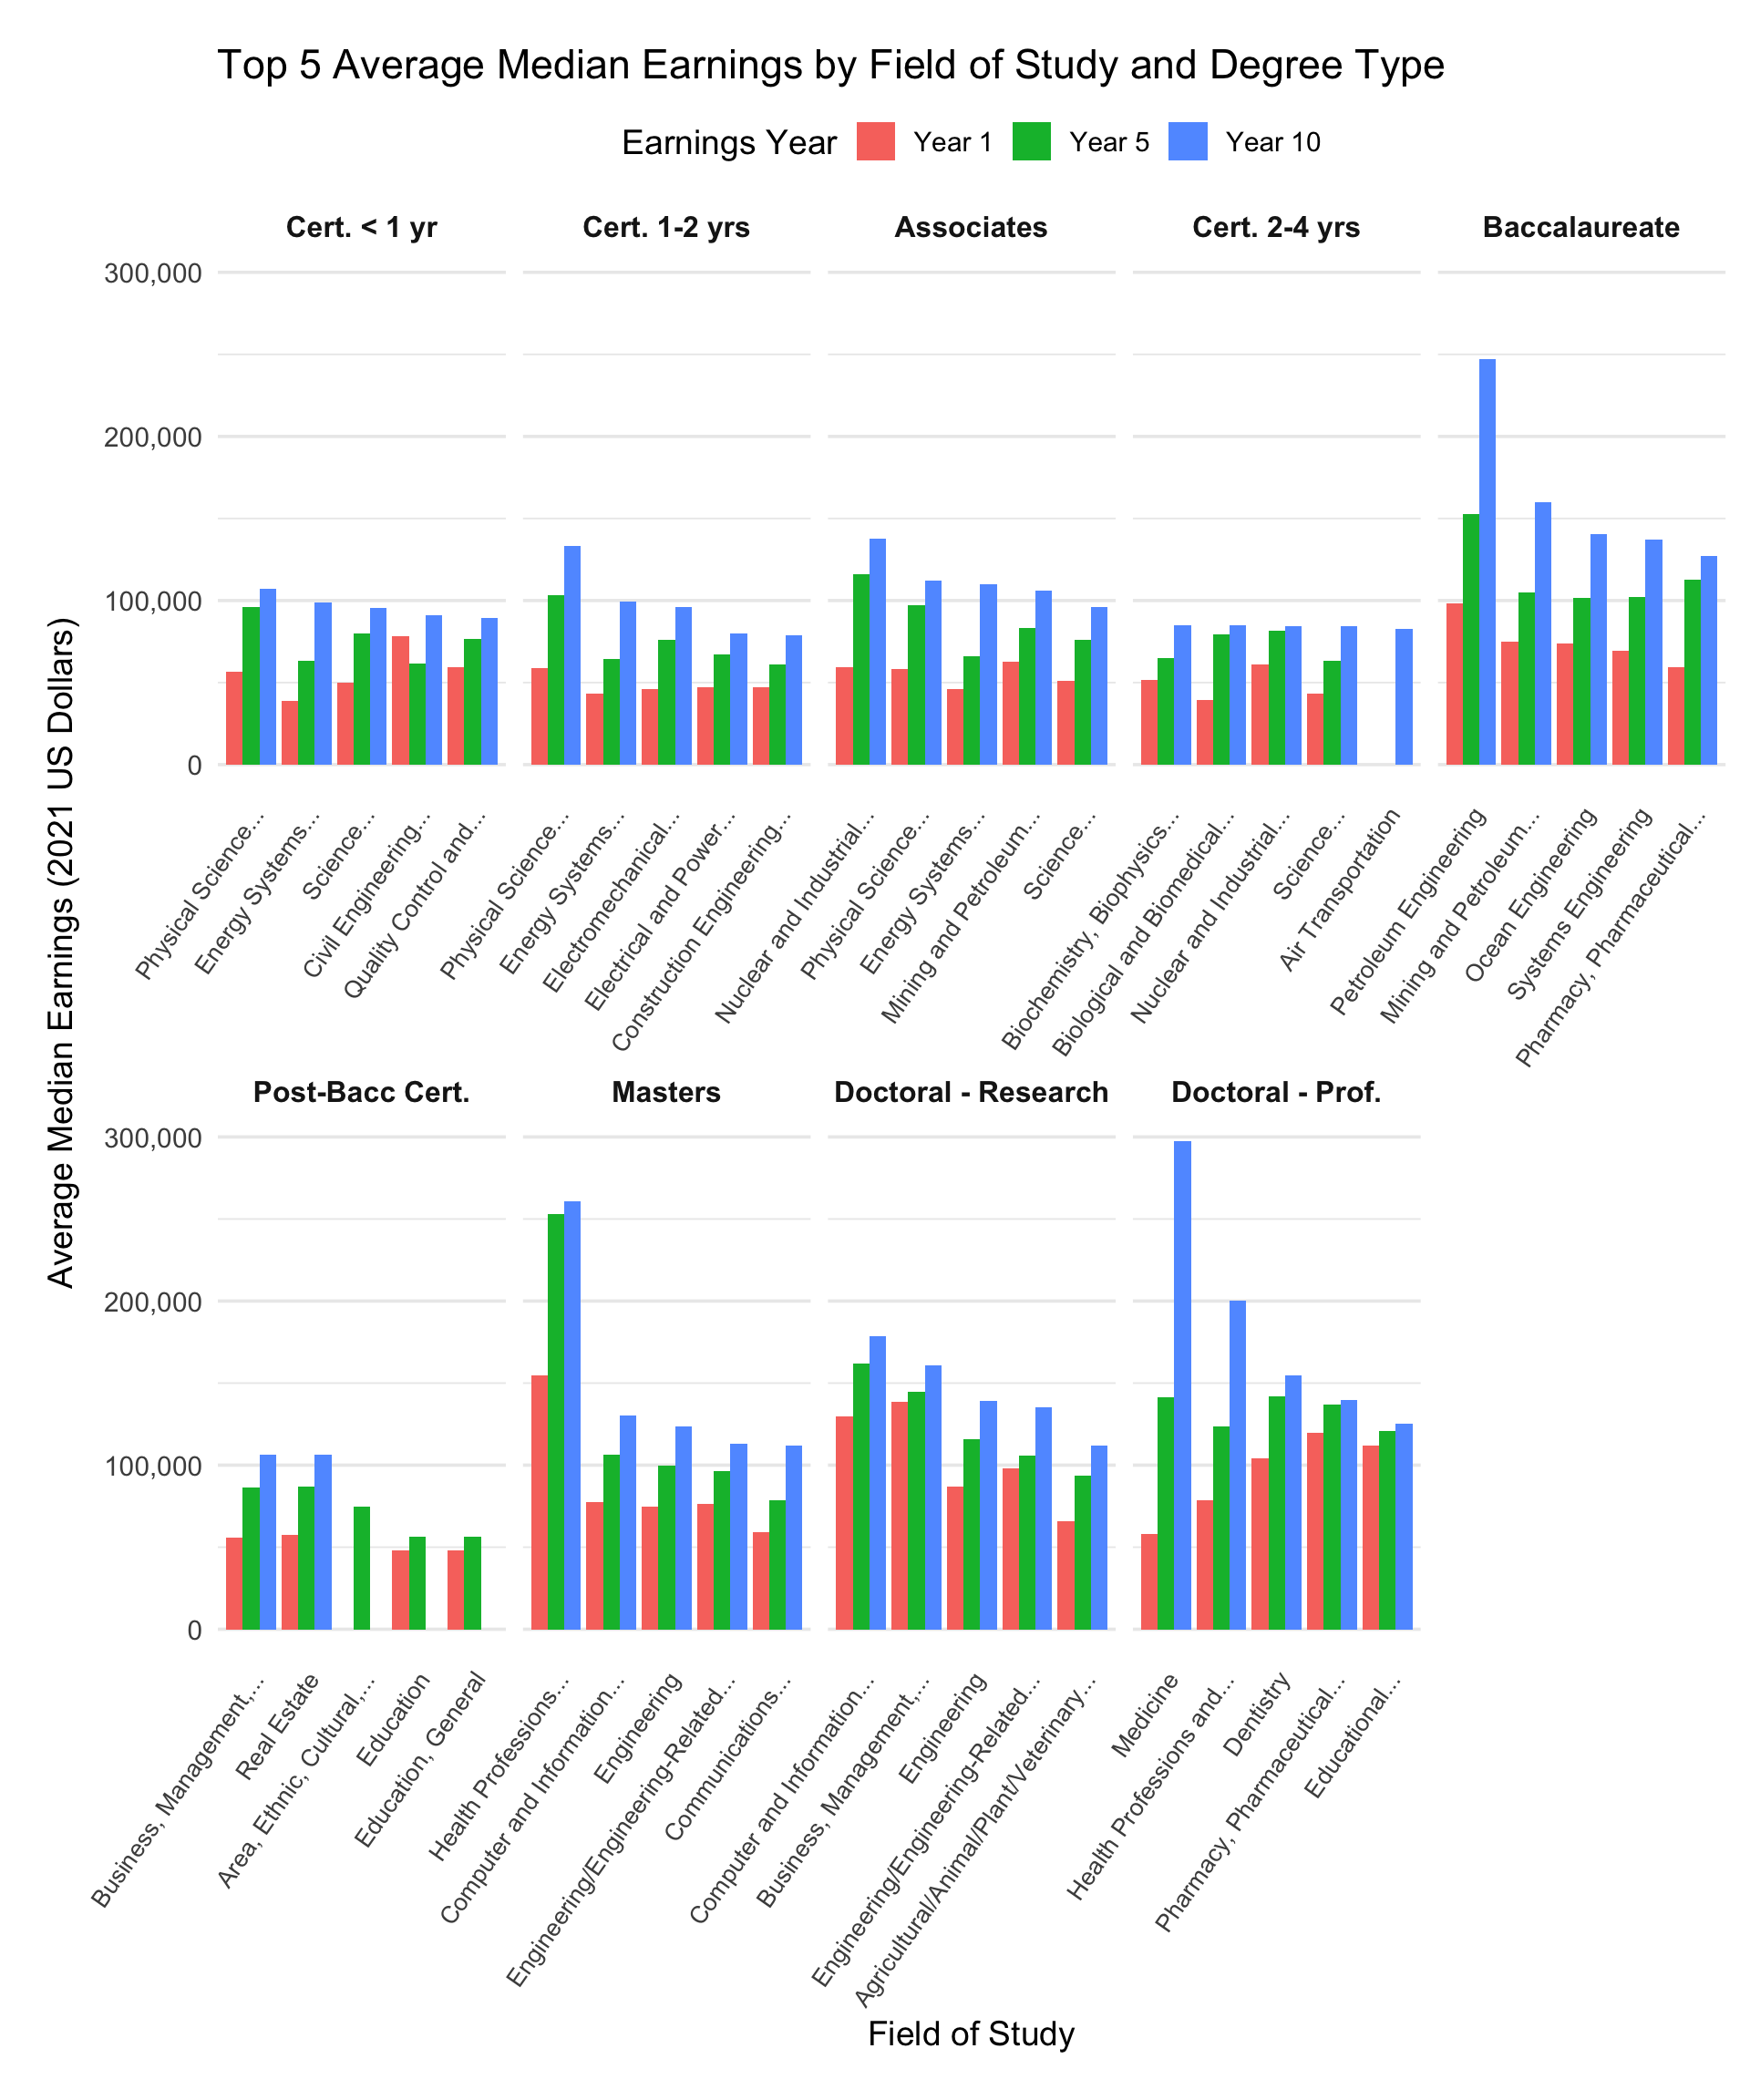 Top 5 Average Median Earnings by Field of Study and Degree Type
Earnings Year Year 1 Year 5 Year 10
Average Median Earnings (2021 US Dollars)
Cert. < 1 yr
Cert. 1-2 yrs
Associates
Cert. 2-4 yrs
Baccalaureate
300,000
200,000
100,000
0
Physical Science...
Energy Systems...
Science...
Civil Engineering...
Quality Control and...
Physical Science...
Energy Systems...
Electromechanical...
Electrical and Power...
Construction Engineering...
Nuclear and Industrial...
Physical Science...
Energy Systems...
Mining and Petroleum...
Science...
Biochemistry, Biophysics...
Biological and Biomedical...
Nuclear and Industrial...
Science...
Air Transportation
Petroleum Engineering
Mining and Petroleum...
Ocean Engineering
Systems Engineering
Pharmacy, Pharmaceutical...
Post-Bacc Cert.
Masters
Doctoral - Research
Doctoral - Prof.
300,000
200,000
100,000
0
Business, Management,...
Real Estate
Area, Ethnic, Cultural,...
Education
Education, General
Health Professions...
Computer and Information...
Engineering
Engineering/Engineering-Related...
Communications...
Computer and Information...
Business, Management,...
Engineering
Engineering/Engineering-Related...
Agricultural/Animal/Plant/Veterinary...
Medicine
Health Professions and...
Dentistry
Pharmacy, Pharmaceutical...
Educational...
Field of Study